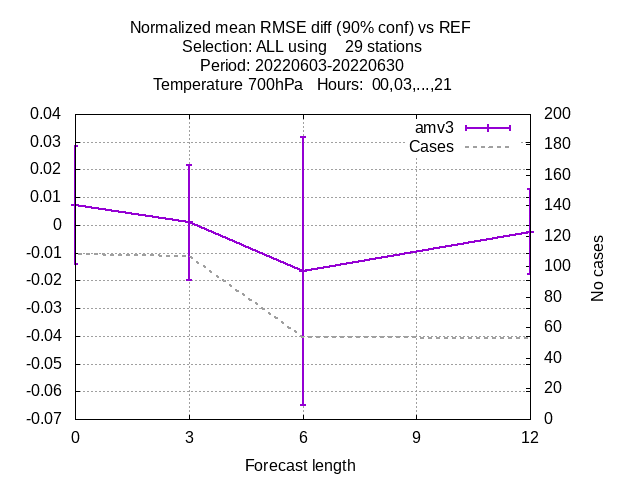 Normalized mean RMSE diff (90% conf) vs REF
Selection: ALL using    29 stations
Period: 20220603-20220630
Temperature 700hPa   Hours:  00,03,...,21
0.04
0.03
0.02
0.01
0
-0.01
-0.02
-0.03
-0.04
-0.05
-0.06
-0.07
amv3
Cases
200
180
160
140
120
100
80
60
40
20
0
No cases
0 3 6 9 12
Forecast length